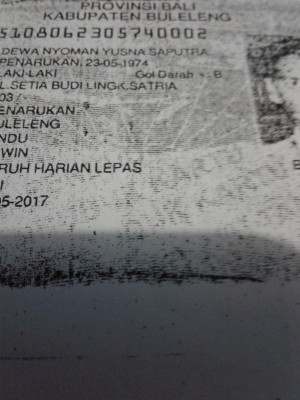 PROVINSI BALI
KABUPATEN BULELENG
5108062305740002
DEWA NYOMAN YUSNA SAPUTRA
PENARUKAN, 23-05-1974
LAKI-LAKI Gol Darah : B
L.SETIA BUDI LINGK.SATRIA
03 /
ENARUKAN
ULELENG
NDU
WIN
RUH HARIAN LEPAS
I
05-2017
B